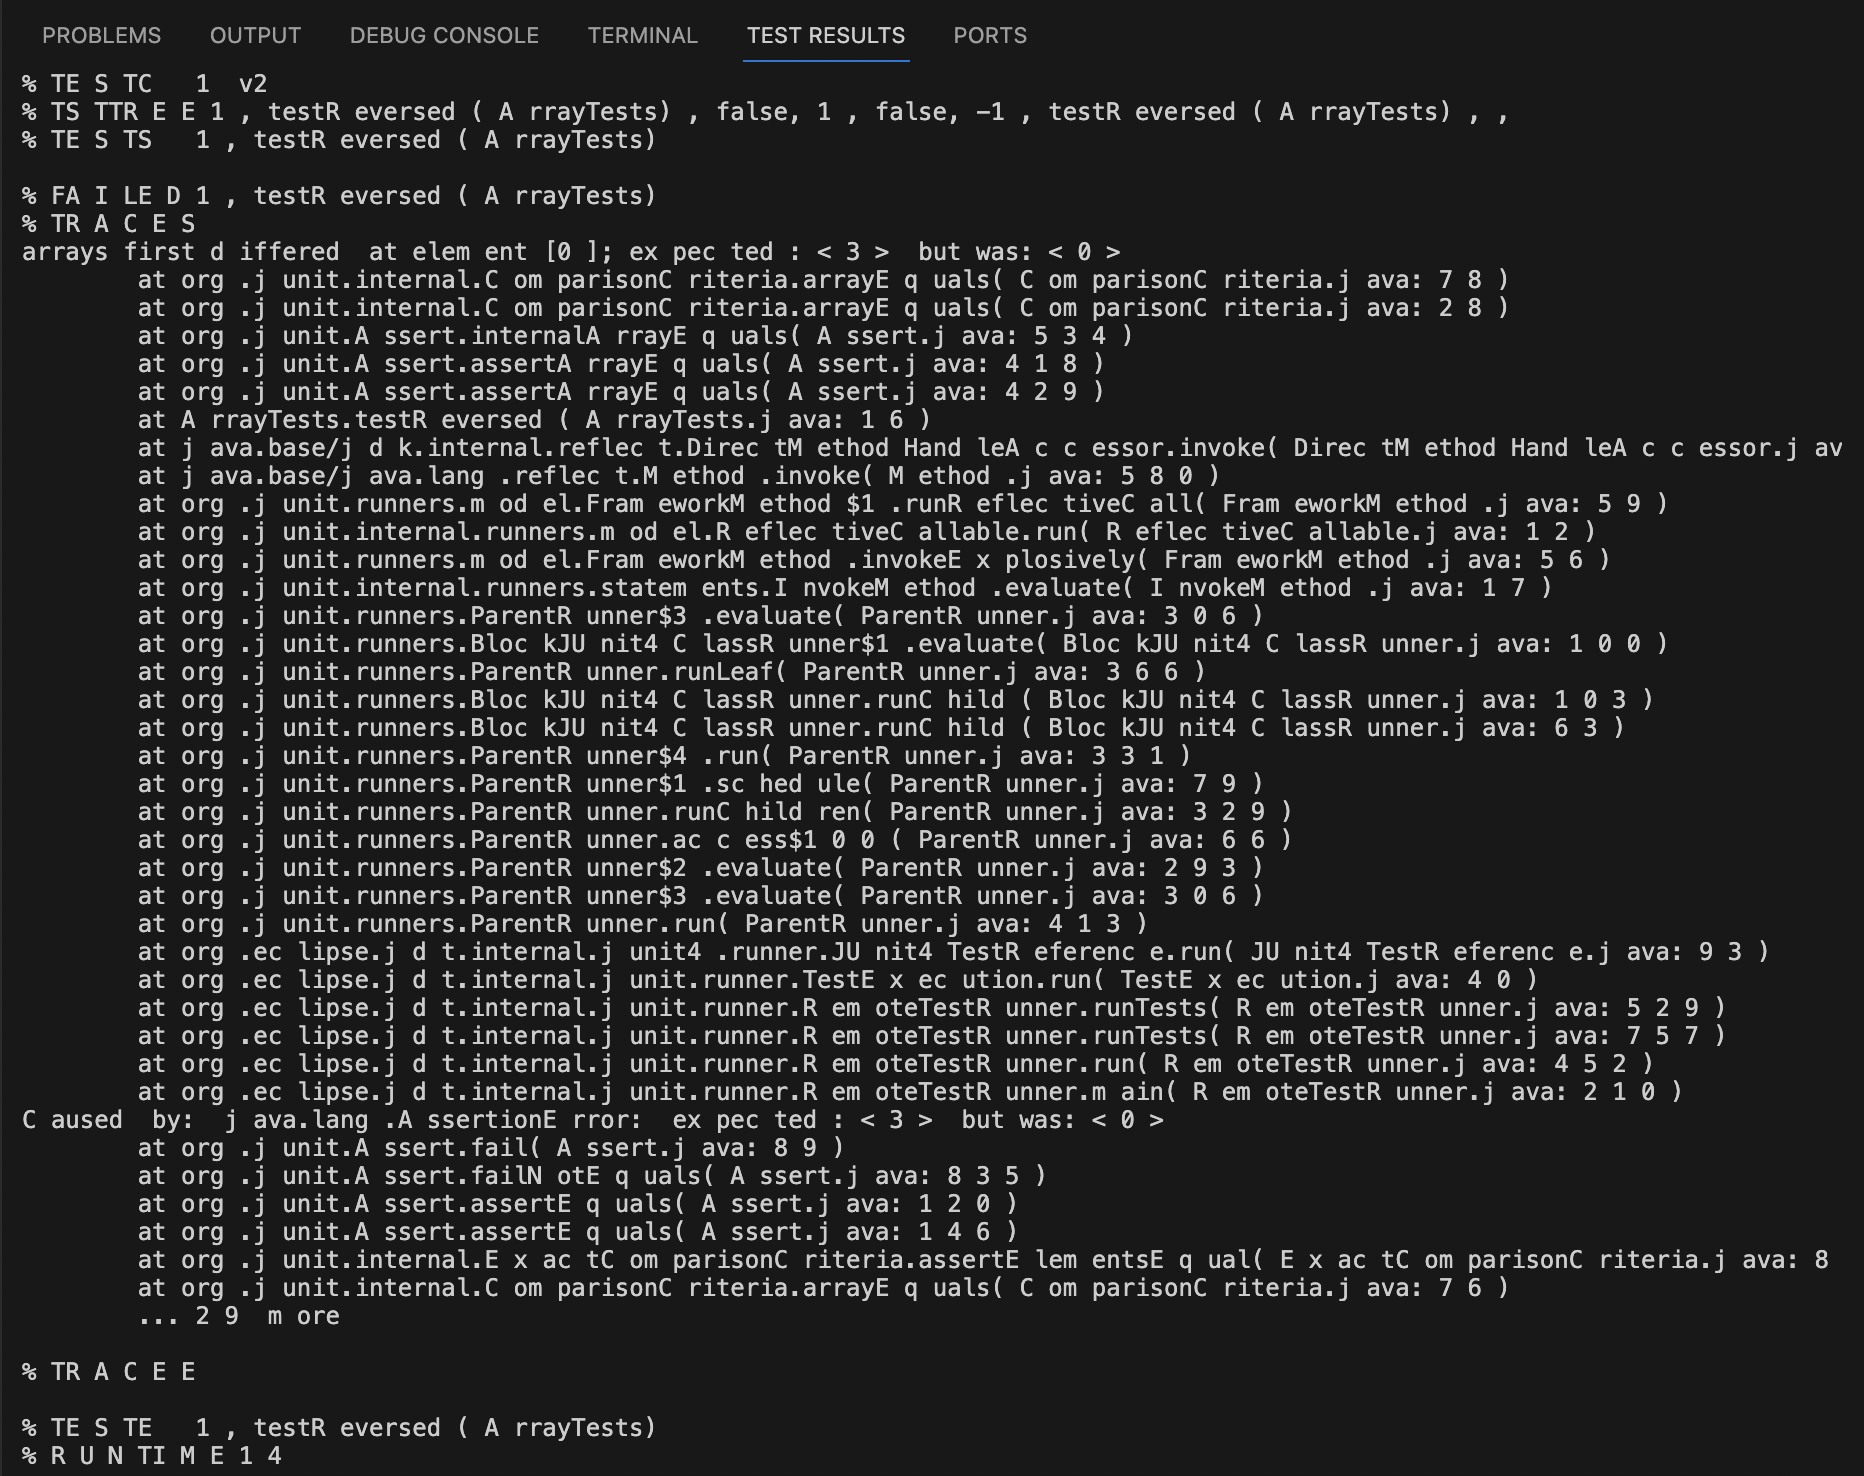 PROBLEMS OUTPUT DEBUG CONSOLE TERMINAL TEST RESULTS PORTS
% TE S TC   1  v2
% TS TTR E E 1 , testR eversed ( A rrayTests) , false, 1 , false, -1 , testR eversed ( A rrayTests) , ,
% TE S TS   1 , testR eversed ( A rrayTests)
% FA I LE D 1 , testR eversed ( A rrayTests)
% TR A C E S
arrays first d iffered  at elem ent [0 ]; ex pec ted : < 3 >  but was: < 0 >
at org .j unit.internal.C om parisonC riteria.arrayE q uals( C om parisonC riteria.j ava: 7 8 )
at org .j unit.internal.C om parisonC riteria.arrayE q uals( C om parisonC riteria.j ava: 2 8 )
at org .j unit.A ssert.internalA rrayE q uals( A ssert.j ava: 5 3 4 )
at org .j unit.A ssert.assertA rrayE q uals( A ssert.j ava: 4 1 8 )
at org .j unit.A ssert.assertA rrayE q uals( A ssert.j ava: 4 2 9 )
at A rrayTests.testR eversed ( A rrayTests.j ava: 1 6 )
at j ava.base/j d k.internal.reflec t.Direc tM ethod Hand leA c c essor.invoke( Direc tM ethod Hand leA c c essor.j av
at j ava.base/j ava.lang .reflec t.M ethod .invoke( M ethod .j ava: 5 8 0 )
at org .j unit.runners.m od el.Fram eworkM ethod $1 .runR eflec tiveC all( Fram eworkM ethod .j ava: 5 9 )
at org .j unit.internal.runners.m od el.R eflec tiveC allable.run( R eflec tiveC allable.j ava: 1 2 )
at org .j unit.runners.m od el.Fram eworkM ethod .invokeE x plosively( Fram eworkM ethod .j ava: 5 6 )
at org .j unit.internal.runners.statem ents.I nvokeM ethod .evaluate( I nvokeM ethod .j ava: 1 7 )
at org .j unit.runners.ParentR unner$3 .evaluate( ParentR unner.j ava: 3 0 6 )
at org .j unit.runners.Bloc kJU nit4 C lassR unner$1 .evaluate( Bloc kJU nit4 C lassR unner.j ava: 1 0 0 )
at org .j unit.runners.ParentR unner.runLeaf( ParentR unner.j ava: 3 6 6 )
at org .j unit.runners.Bloc kJU nit4 C lassR unner.runC hild ( Bloc kJU nit4 C lassR unner.j ava: 1 0 3 )
at org .j unit.runners.Bloc kJU nit4 C lassR unner.runC hild ( Bloc kJU nit4 C lassR unner.j ava: 6 3 )
at org .j unit.runners.ParentR unner$4 .run( ParentR unner.j ava: 3 3 1 )
at org .j unit.runners.ParentR unner$1 .sc hed ule( ParentR unner.j ava: 7 9 )
at org .j unit.runners.ParentR unner.runC hild ren( ParentR unner.j ava: 3 2 9 )
at org .j unit.runners.ParentR unner.ac c ess$1 0 0 ( ParentR unner.j ava: 6 6 )
at org .j unit.runners.ParentR unner$2 .evaluate( ParentR unner.j ava: 2 9 3 )
at org .j unit.runners.ParentR unner$3 .evaluate( ParentR unner.j ava: 3 0 6 )
at org .j unit.runners.ParentR unner.run( ParentR unner.j ava: 4 1 3 )
at org .ec lipse.j d t.internal.j unit4 .runner.JU nit4 TestR eferenc e.run( JU nit4 TestR eferenc e.j ava: 9 3 )
at org .ec lipse.j d t.internal.j unit.runner.TestE x ec ution.run( TestE x ec ution.j ava: 4 0 )
at org .ec lipse.j d t.internal.j unit.runner.R em oteTestR unner.runTests( R em oteTestR unner.j ava: 5 2 9 )
at org .ec lipse.j d t.internal.j unit.runner.R em oteTestR unner.runTests( R em oteTestR unner.j ava: 7 5 7 )
at org .ec lipse.j d t.internal.j unit.runner.R em oteTestR unner.run( R em oteTestR unner.j ava: 4 5 2 )
at org .ec lipse.j d t.internal.j unit.runner.R em oteTestR unner.m ain( R em oteTestR unner.j ava: 2 1 0 )
C aused  by:  j ava.lang .A ssertionE rror:  ex pec ted : < 3 >  but was: < 0 >
at org .j unit.A ssert.fail( A ssert.j ava: 8 9 )
at org .j unit.A ssert.failN otE q uals( A ssert.j ava: 8 3 5 )
at org .j unit.A ssert.assertE q uals( A ssert.j ava: 1 2 0 )
at org .j unit.A ssert.assertE q uals( A ssert.j ava: 1 4 6 )
at org .j unit.internal.E x ac tC om parisonC riteria.assertE lem entsE q ual( E x ac tC om parisonC riteria.j ava: 8
at org .j unit.internal.C om parisonC riteria.arrayE q uals( C om parisonC riteria.j ava: 7 6 )
... 2 9  m ore
% TR A C E E
% TE S TE   1 , testR eversed ( A rrayTests)
% R U N TI M E 1 4